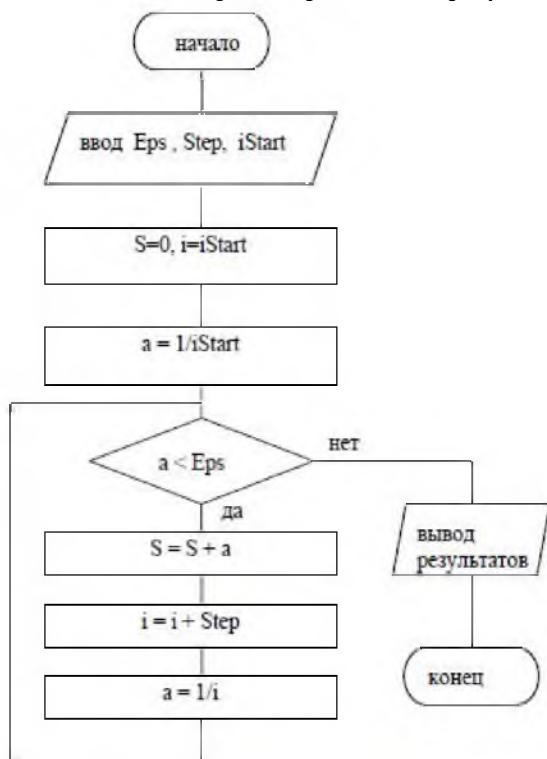 начало
ввод Eps , Step, iStart
S=0, i=iStart
a = 1/iStart
a < Eps
нет
да
S = S + a
вывод
результатов
i = i + Step
a = 1/i
конец